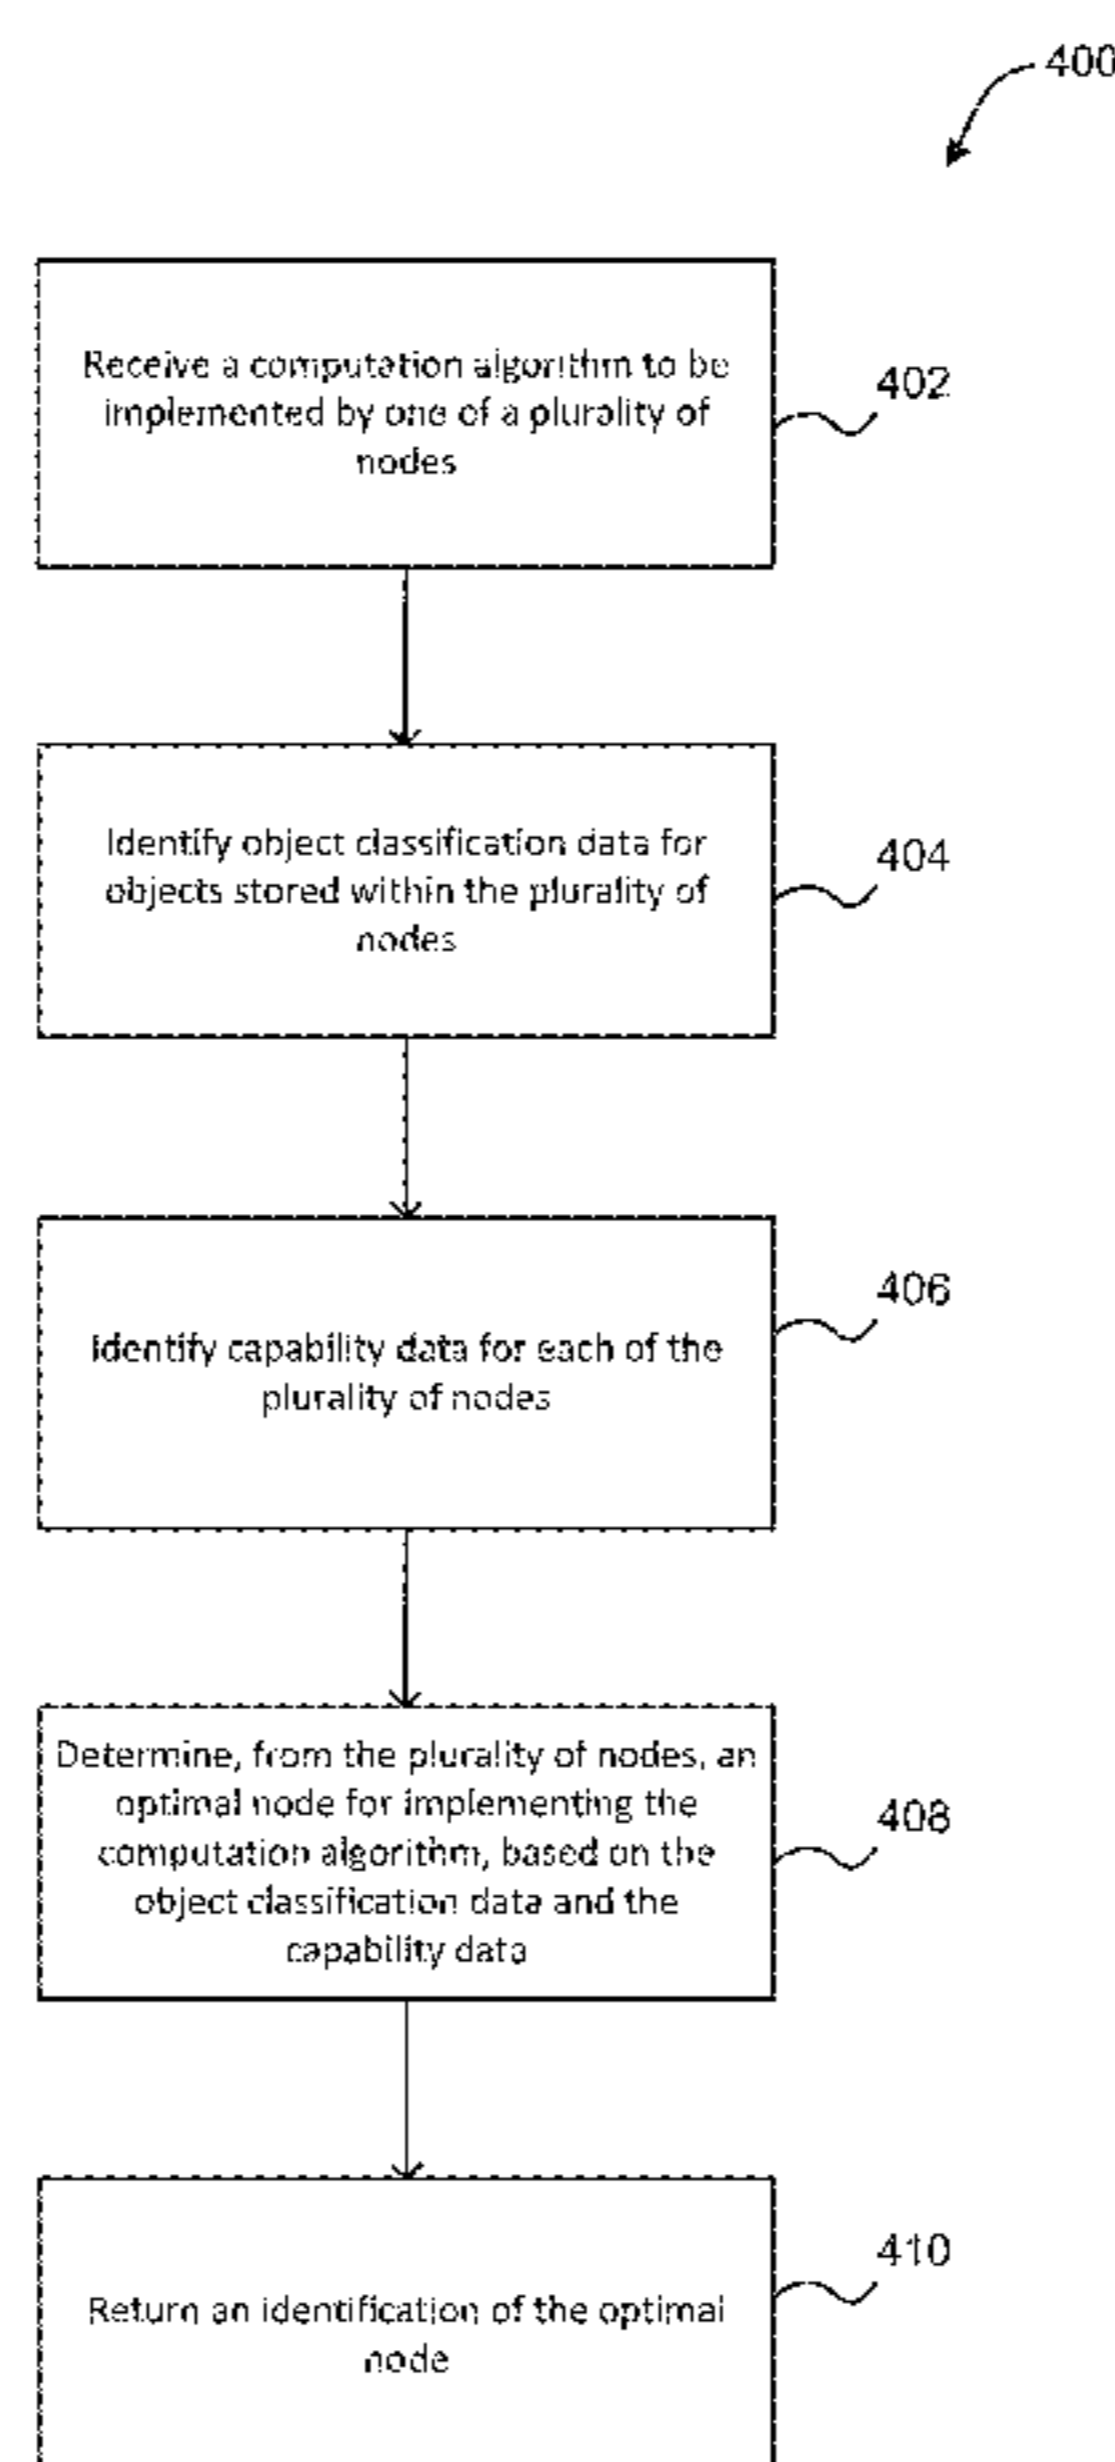 400
Receive a computation algorithm to be
implemented by one of a plurality of
nodes
402
Identify object classification data for
objects stored within the plurality of
nodes
404
Identify capability data for each of the
plurality of nodes
406
Determine, from the plurality of nodes, an
optimal node for implementing the
computation algorithm, based on the
object classification data and the
capability data
408
Return an identification of the optimal
node
410